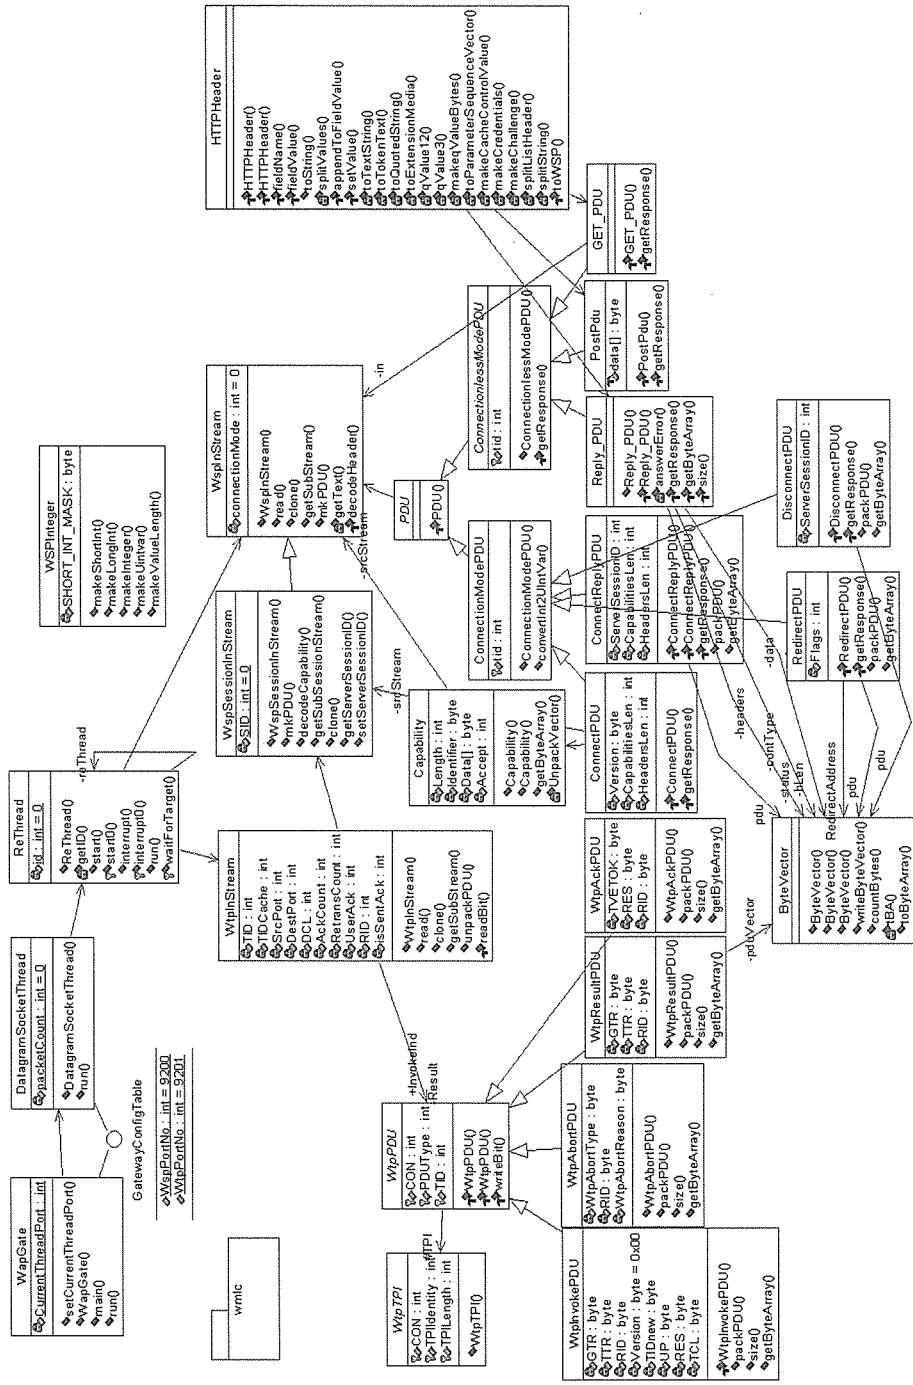 WapGate
CurrentThreadPort : int
setCurrentThreadPort()
WapGate()
main()
run()
DatagramSocketThread
packetCount : int = 0
DatagramSocketThread()
run()
GatewayConfigTable
WspPortNo : int = 9200
WtpPortNo : int = 9201
ReThread
id : int = 0
ReThread()
getID()
start()
start0()
interrupt()
interrupt0()
run()
waitForTarget()
-reThread
WSPInteger
SHORT_INT_MASK : byte
makeShortInt()
makeLongInt()
makeInteger()
makeUintvar()
makeValueLength()
HTTPHeader
HTTPHeader()
HTTPHeader()
fieldName()
fieldValue()
toString()
splitValues()
appendToFieldValue()
setValue()
toTextString()
toTokenText()
toQuotedString()
toExtensionMedia()
qValue12()
qValue3()
makeqValueBytes()
toParameterSequenceVector()
makeCacheControlValue()
makeCredentials()
makeChallenge()
splitListHeader()
splitString()
toWSP()
wmlc
WtpInStream
TID : int
TIDCache : int
SrcPort : int
DestPort : int
DCL : int
AckCount : int
RetransCount : int
UserAck : int
RID : int
isSentAck : int
WtpInStream()
read()
clone()
getSubStream()
unpackPDU()
readBit()
WspSessionInStream
SID : int = 0
WspSessionInStream()
mkPDU()
decodeCapability()
getSubSessionStream()
clone()
getServerSessionID()
setServerSessionID()
WspInStream
connectionMode : int = 0
WspInStream()
read()
clone()
getSubStream()
mkPDU()
getText()
decodeHeader()
-srcStream
-srcStream
-in
WtpTPI
CON : int
TPIIdentity : int
TPILength : int
WtpTPI()
WtpPDU
CON : int
PDUType : int
TID : int
WtpPDU()
WtpPDU()
writeBit()
Capability
Length : int
Identifier : byte
Data[] : byte
Accept : int
Capability()
Capability()
getByteArray()
UnpackVector()
PDU
PDU()
ConnectionModePDU
tid : int
ConnectionModePDU()
convertInt2UIntVar()
ConnectionlessModePDU
tid : int
ConnectionlessModePDU()
getResponse()
WtpInvokePDU
GTR : byte
TTR : byte
RID : byte
Version : byte = 0x00
TIDnew : byte
UP : byte
RES : byte
TCL : byte
WtpInvokePDU()
packPDU()
size()
getByteArray()
WtpAbortPDU
WtpAbortType : byte
RID : byte
WtpAbortReason : byte
WtpAbortPDU()
packPDU()
size()
getByteArray()
WtpResultPDU
GTR : byte
TTR : byte
RID : byte
WtpResultPDU()
packPDU()
size()
getByteArray()
WtpAckPDU
TVETOK : byte
RES : byte
RID : byte
WtpAckPDU()
packPDU()
size()
getByteArray()
ConnectPDU
Version : byte
CapabilitiesLen : int
HeadersLen : int
ConnectPDU()
getResponse()
ConnectReplyPDU
ServerSessionID : int
CapabilitiesLen : int
HeadersLen : int
ConnectReplyPDU()
ConnectReplyPDU()
getResponse()
packPDU()
getByteArray()
Reply_PDU
Reply_PDU()
Reply_PDU()
answerError()
getResponse()
getByteArray()
size()
PostPdu
data[] : byte
PostPdu()
getResponse()
GET_PDU
GET_PDU()
getResponse()
-pduVector
pdu
-headers
-data
-contType
-status
-bLen
RedirectAddress
pdu
pdu
ByteVector
ByteVector()
ByteVector()
ByteVector()
writeByteVector()
countBytes()
tBA()
toByteArray()
RedirectPDU
Flags : int
RedirectPDU()
getResponse()
packPDU()
getByteArray()
DisconnectPDU
ServerSessionID : int
DisconnectPDU()
getResponse()
packPDU()
getByteArray()